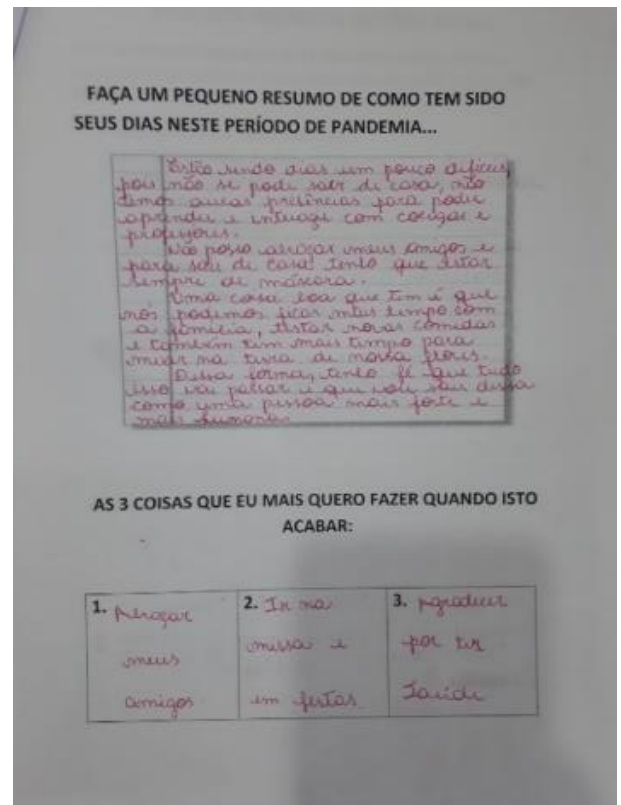 FAÇA UM PEQUENO RESUMO DE COMO TEM SIDO
SEUS DIAS NESTE PERÍODO DE PANDEMIA...
Estão sendo dias um pouco difíceis,
pois não se pode sair de casa, não
temos aulas presenciais para poder
aprender e interagir com colegas e
professores.
Não posso abraçar meus amigos e
para sair de casa tenho que estar
sempre de máscara.
Uma coisa boa que tem é que
nós podemos ficar mais tempo com
a família, testar novas comidas
e também tem mais tempo para
mexer na terra de nossa flores.
Dessa forma, tenho fé que tudo
isso vai passar e que vou sair dessa
como uma pessoa mais forte e
mais humana.
AS 3 COISAS QUE EU MAIS QUERO FAZER QUANDO ISTO
ACABAR:
1. Abraçar
meus
amigos
2. Ir na
missa e
em festas
3. Agradecer
por ter
Saúde